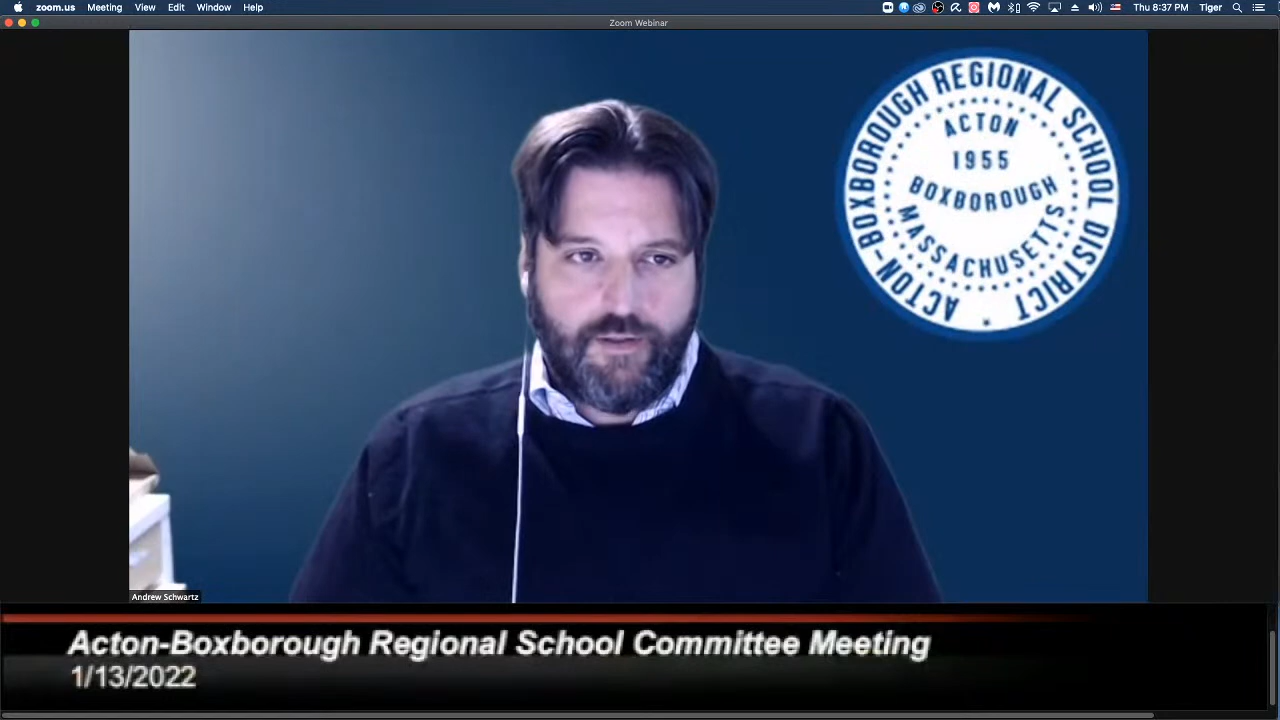 zoom.us Meeting View Edit Window Help Thu 8:37 PM Tiger
Zoom Webinar
ACTON-BOXBOROUGH REGIONAL SCHOOL DISTRICT
ACTON
1955
BOXBOROUGH
MASSACHUSETTS
Andrew Schwartz
Acton-Boxborough Regional School Committee Meeting
1/13/2022